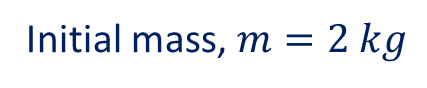 Initial mass, m = 2 kg